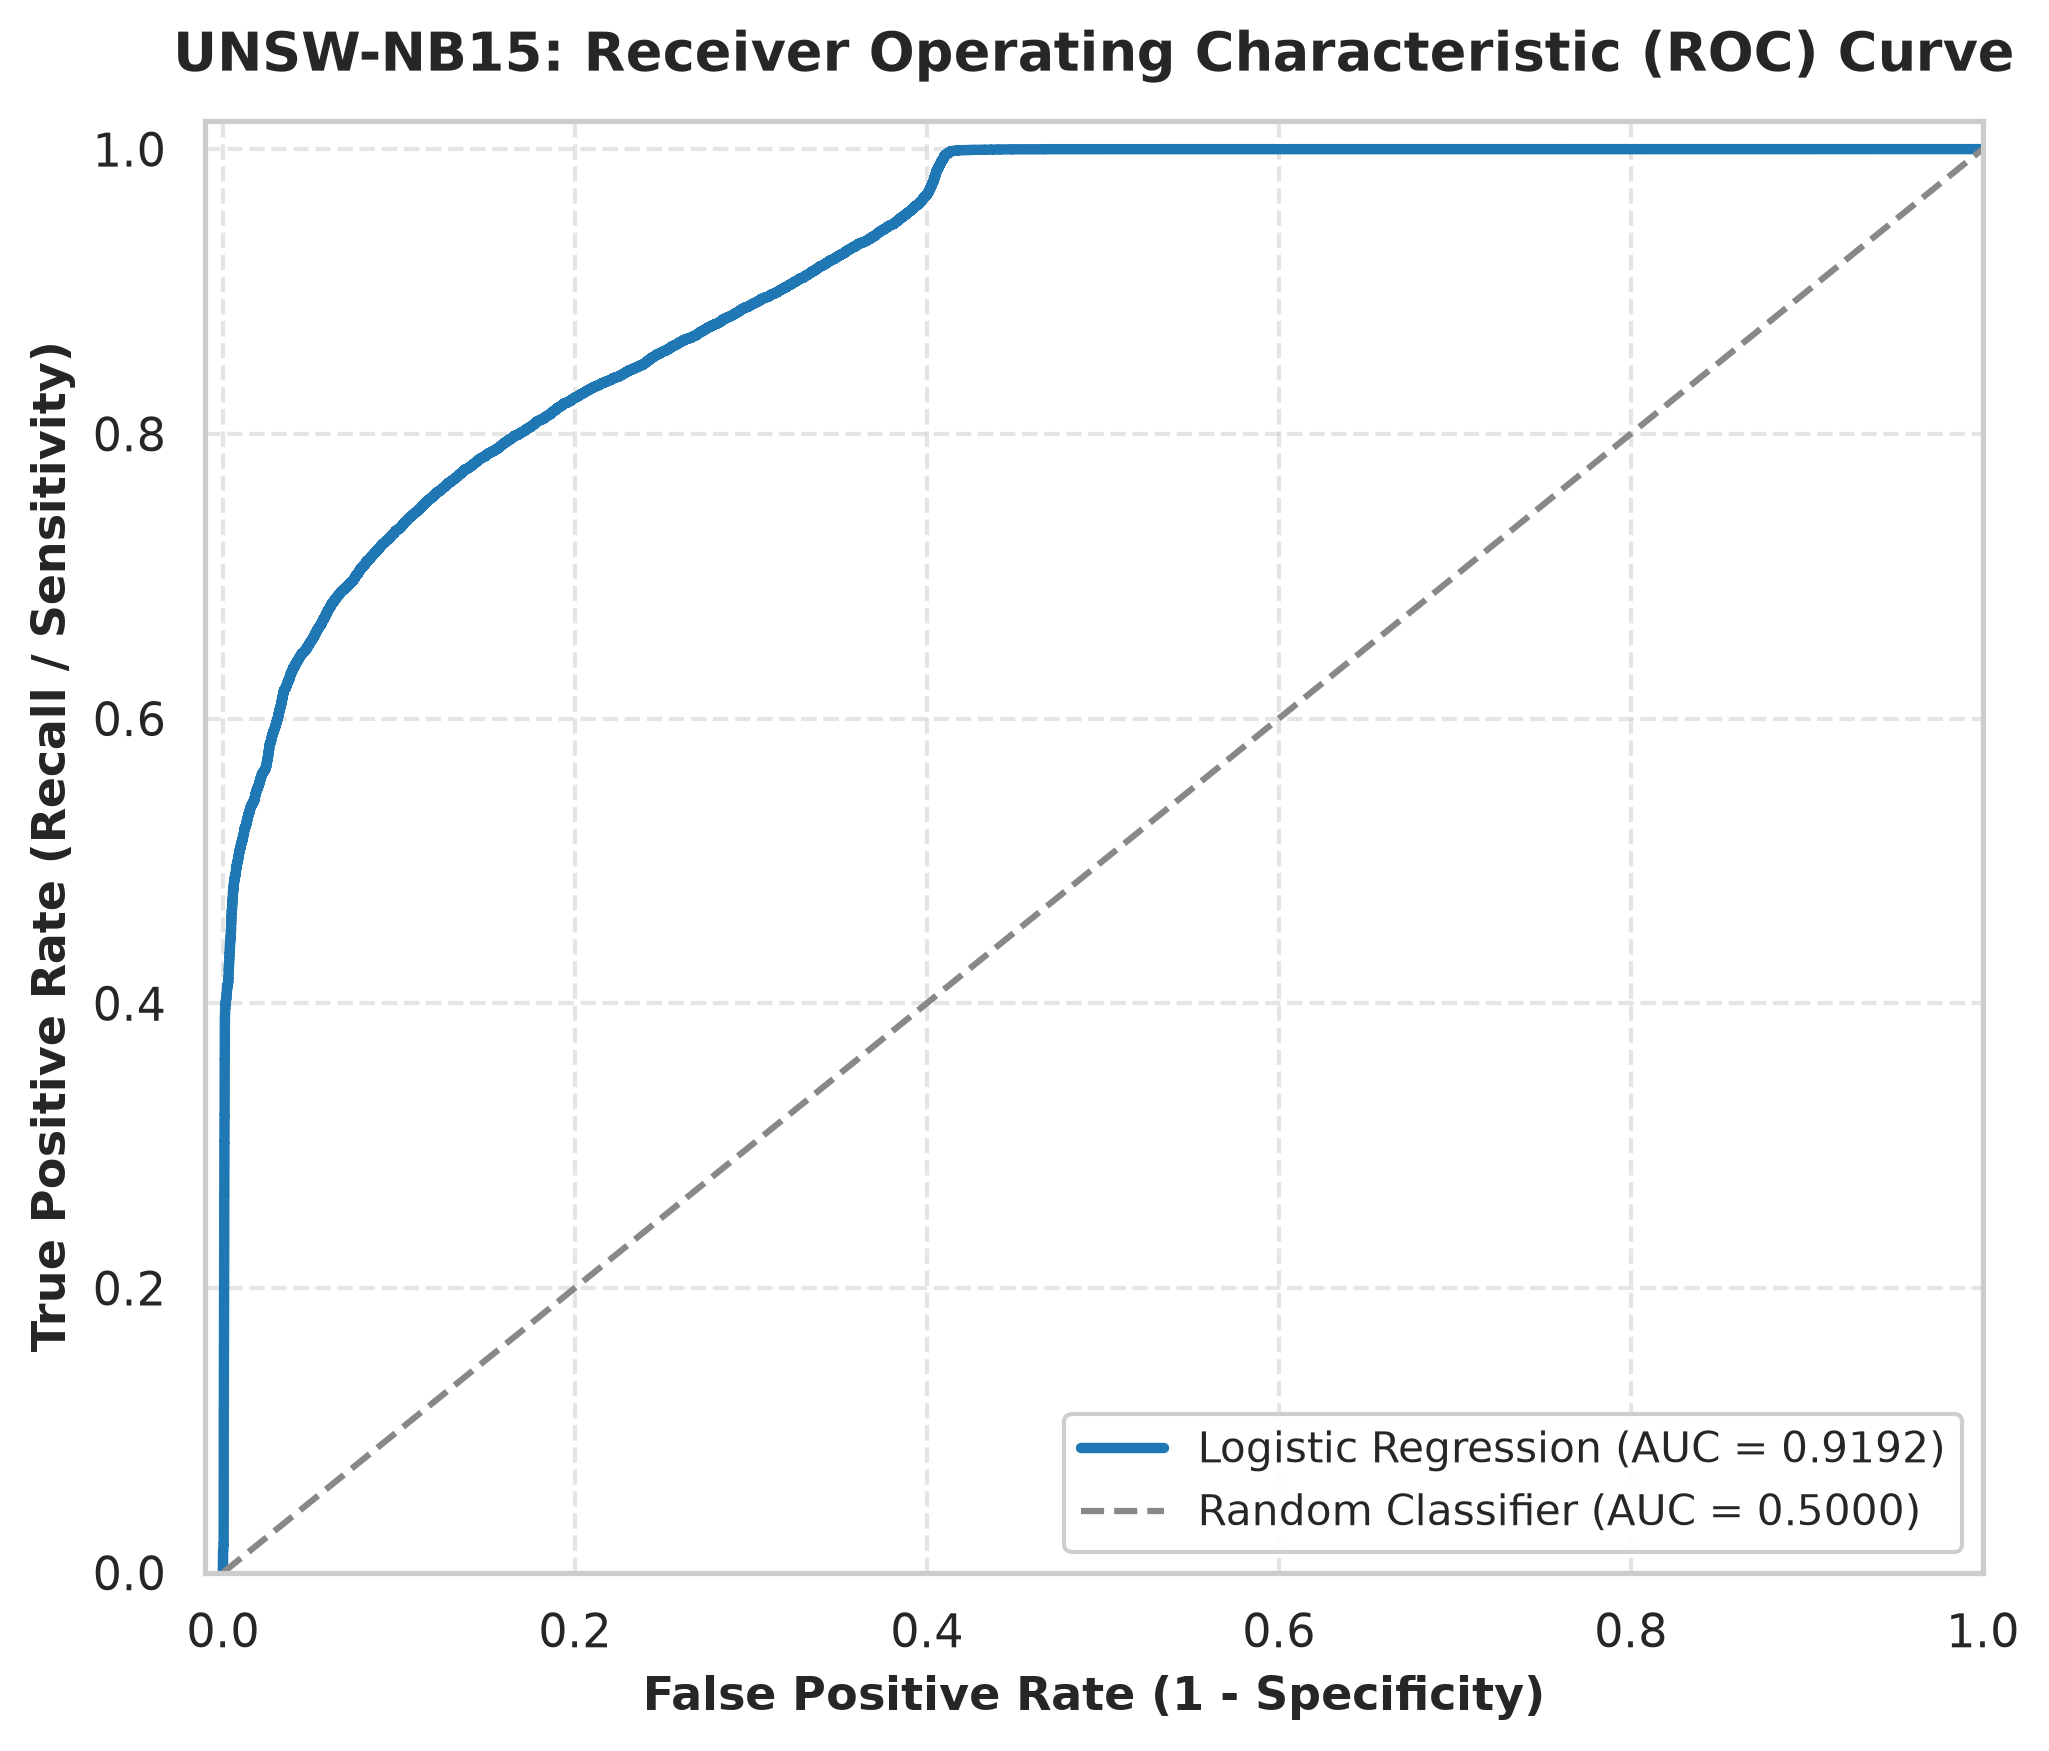 UNSW-NB15: Receiver Operating Characteristic (ROC) Curve
True Positive Rate (Recall / Sensitivity)
1.0
0.8
0.6
0.4
0.2
0.0
0.0 0.2 0.4 0.6 0.8 1.0
False Positive Rate (1 - Specificity)
Logistic Regression (AUC = 0.9192)
Random Classifier (AUC = 0.5000)